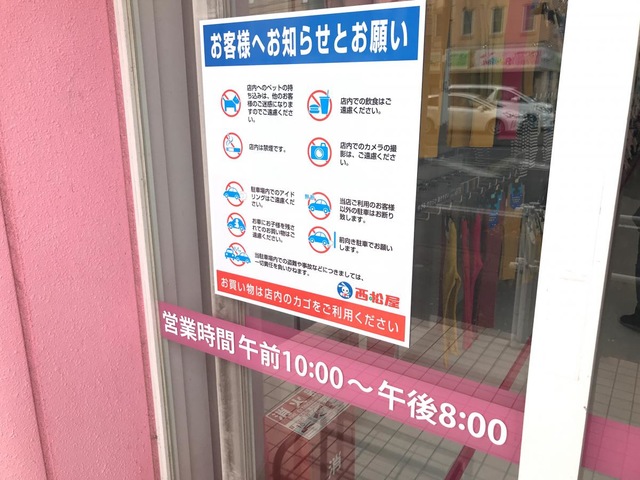 お客様へお知らせとお願い
店内へのペットの持
ち込みは、他のお客
様のご迷惑になりま
すのでご遠慮くださ
い。
店内での飲食はご
遠慮ください。
店内は禁煙です。
店内でのカメラの撮
影は、ご遠慮くださ
い。
駐車場内でのアイド
リングはご遠慮くだ
さい。
当店ご利用のお客様
以外の駐車はお断り
致します。
お車にお子様を残さ
れてのお買い物はご
遠慮ください。
前向き駐車でお願い
します。
当駐車場内での盗難や事故などにつきましては、
一切責任を負いかねます。
西松屋
お買い物は店内のカゴをご利用ください
営業時間 午前10:00～午後8:00
消火
消